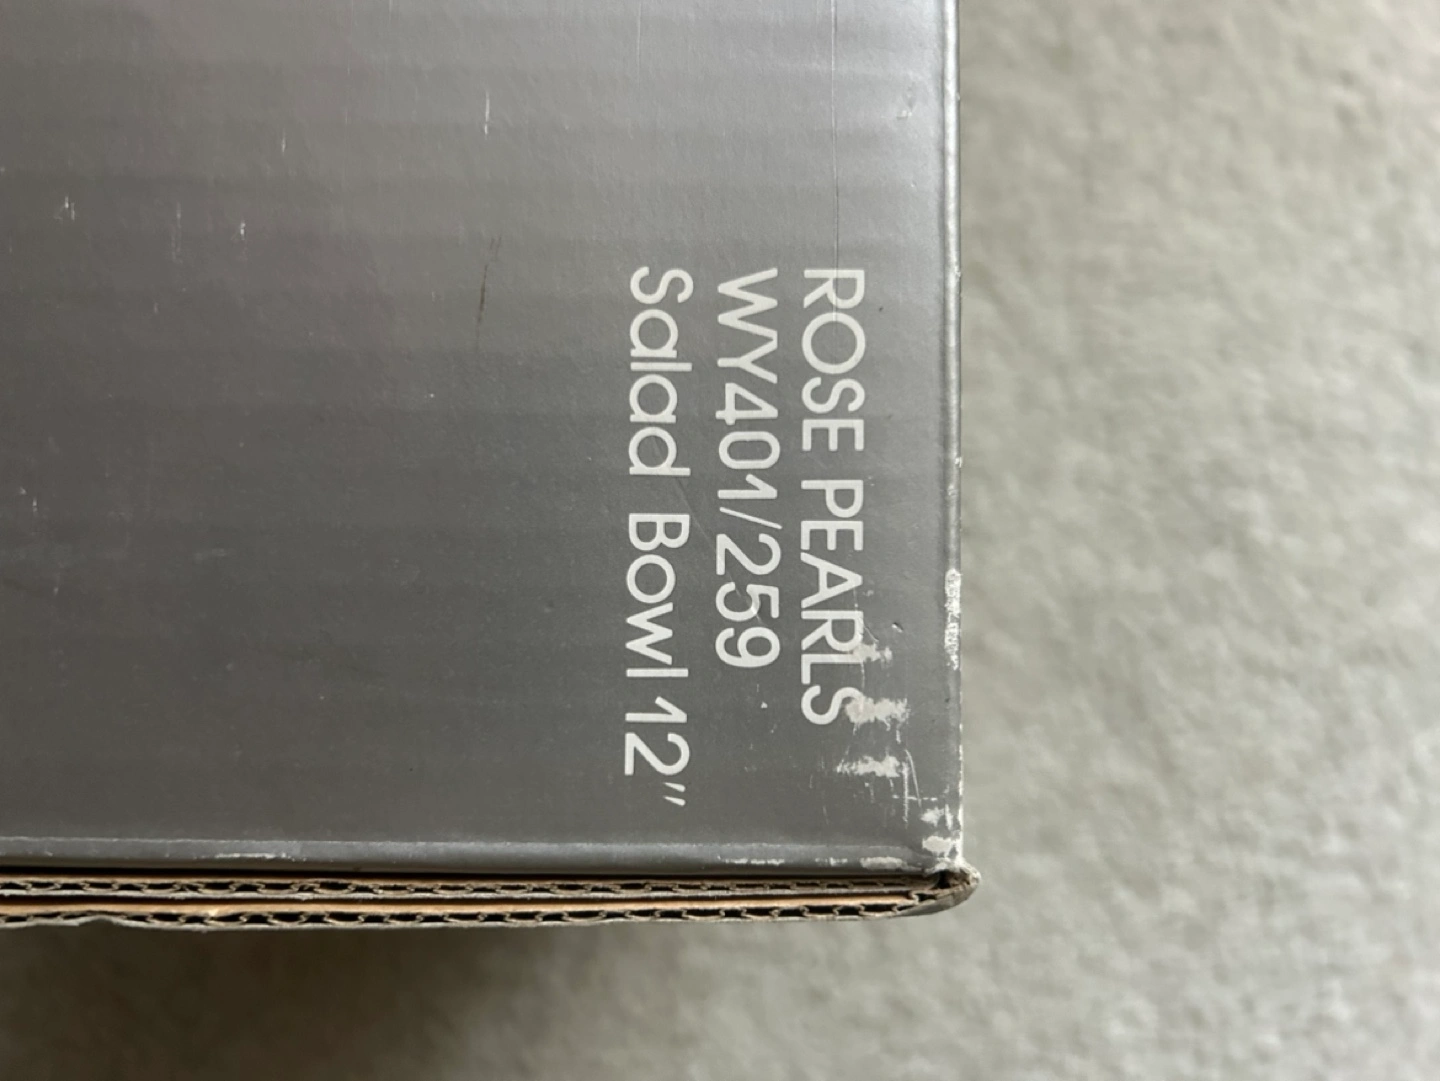 ROSE PEARLS
WY401/259
Salad Bowl 12"